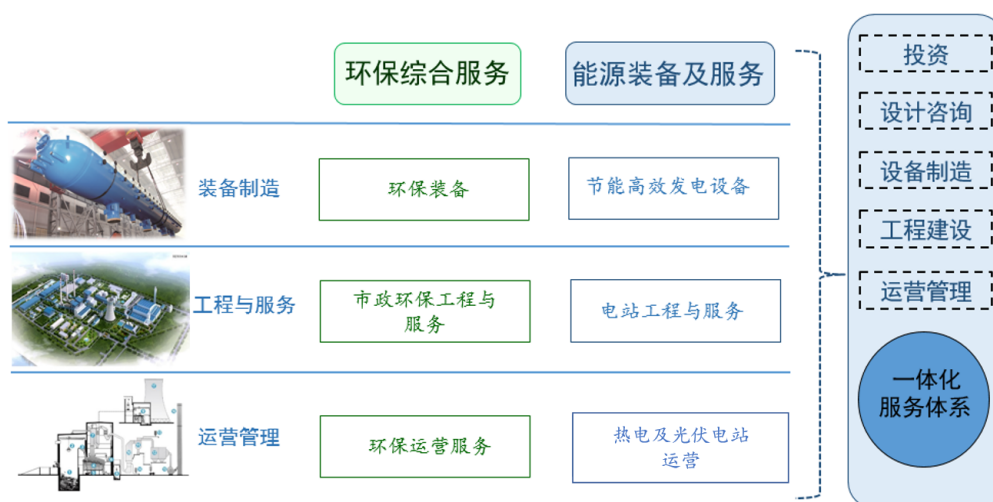 环保综合服务
能源装备及服务
装备制造
环保装备
节能高效发电设备
工程与服务
市政环保工程与
服务
电站工程与服务
运营管理
环保运营服务
热电及光伏电站
运营
投资
设计咨询
设备制造
工程建设
运营管理
一体化
服务体系